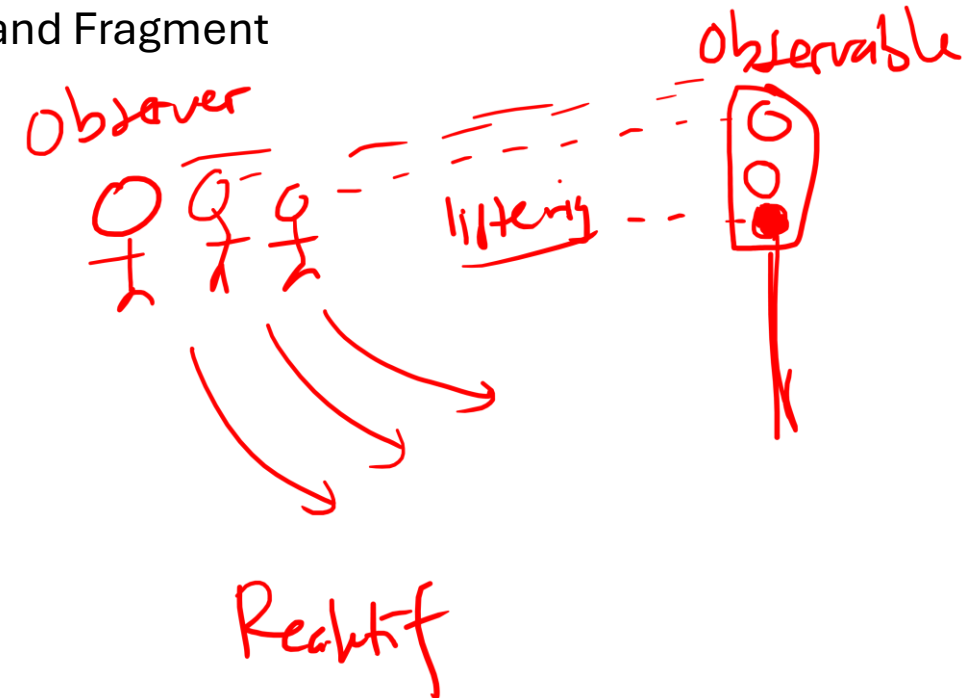 and Fragment
Observable
Observer
listening
Reaktif